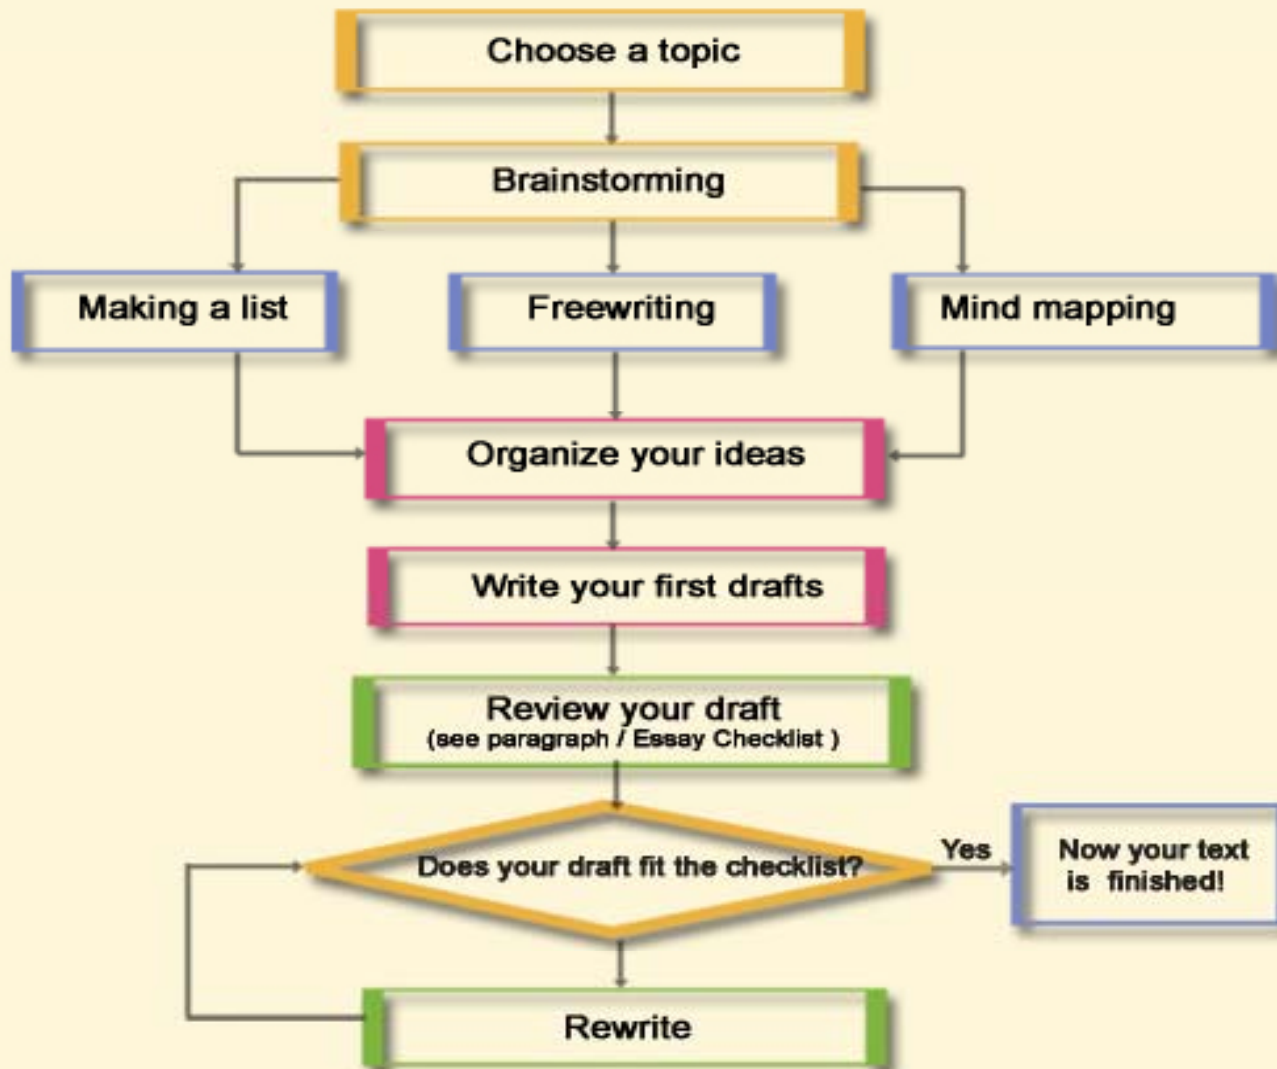 Choose a topic
Brainstorming
Making a list
Freewriting
Mind mapping
Organize your ideas
Write your first drafts
Review your draft
(see paragraph / Essay Checklist )
Does your draft fit the checklist?
Yes
Now your text
is finished!
Rewrite